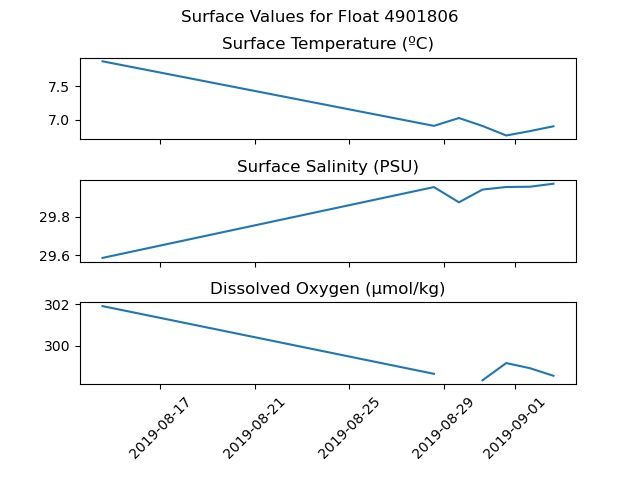 Surface Values for Float 4901806
Surface Temperature (ºC)
7.5
7.0
Surface Salinity (PSU)
29.8
29.6
Dissolved Oxygen (μmol/kg)
302
300
2019-08-17
2019-08-21
2019-08-25
2019-08-29
2019-09-01